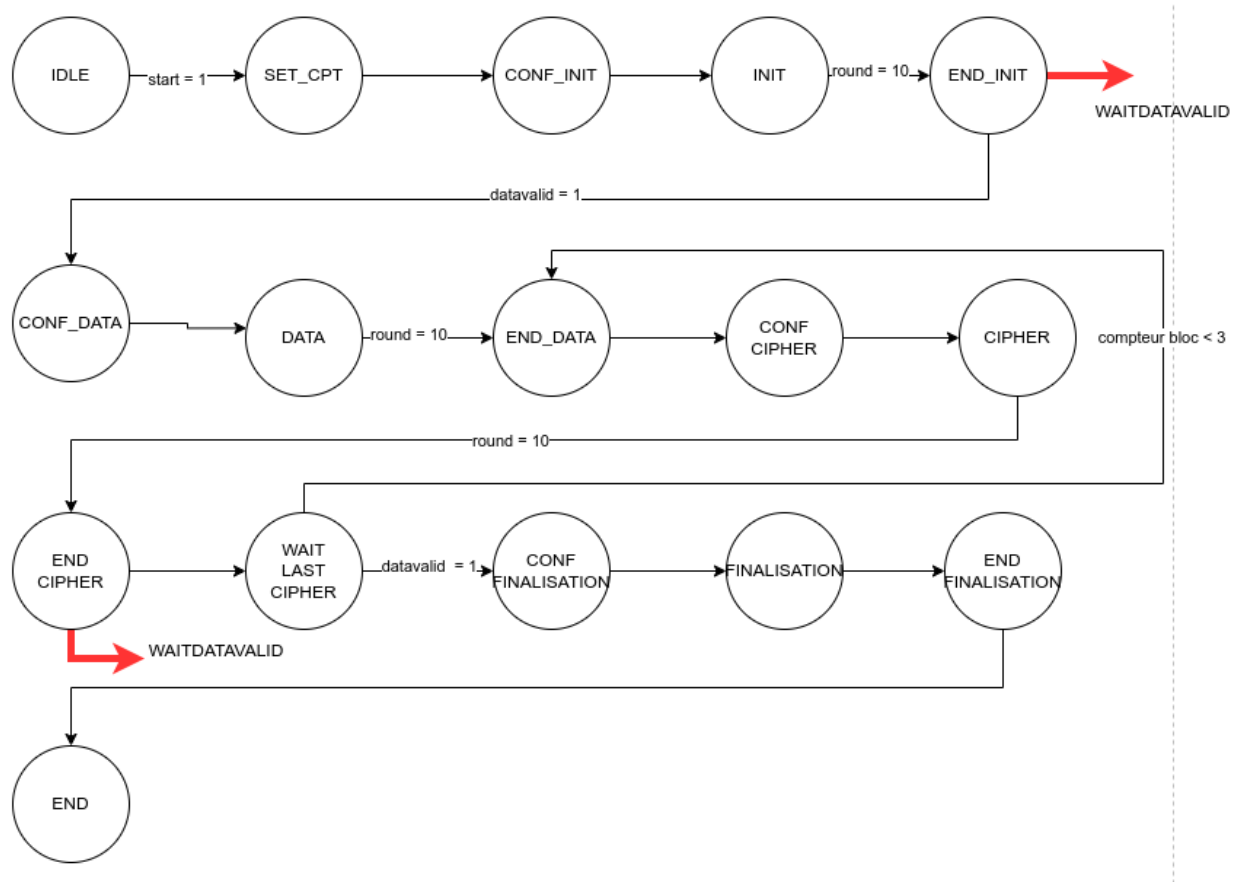 IDLE
start = 1
SET_CPT
CONF_INIT
INIT
round = 10
END_INIT
WAITDATAVALID
datavalid = 1
CONF_DATA
DATA
round = 10
END_DATA
CONF
CIPHER
CIPHER
compteur bloc < 3
round = 10
END
CIPHER
WAIT
LAST
CIPHER
datavalid = 1
CONF
FINALISATION
FINALISATION
END
FINALISATION
WAITDATAVALID
END